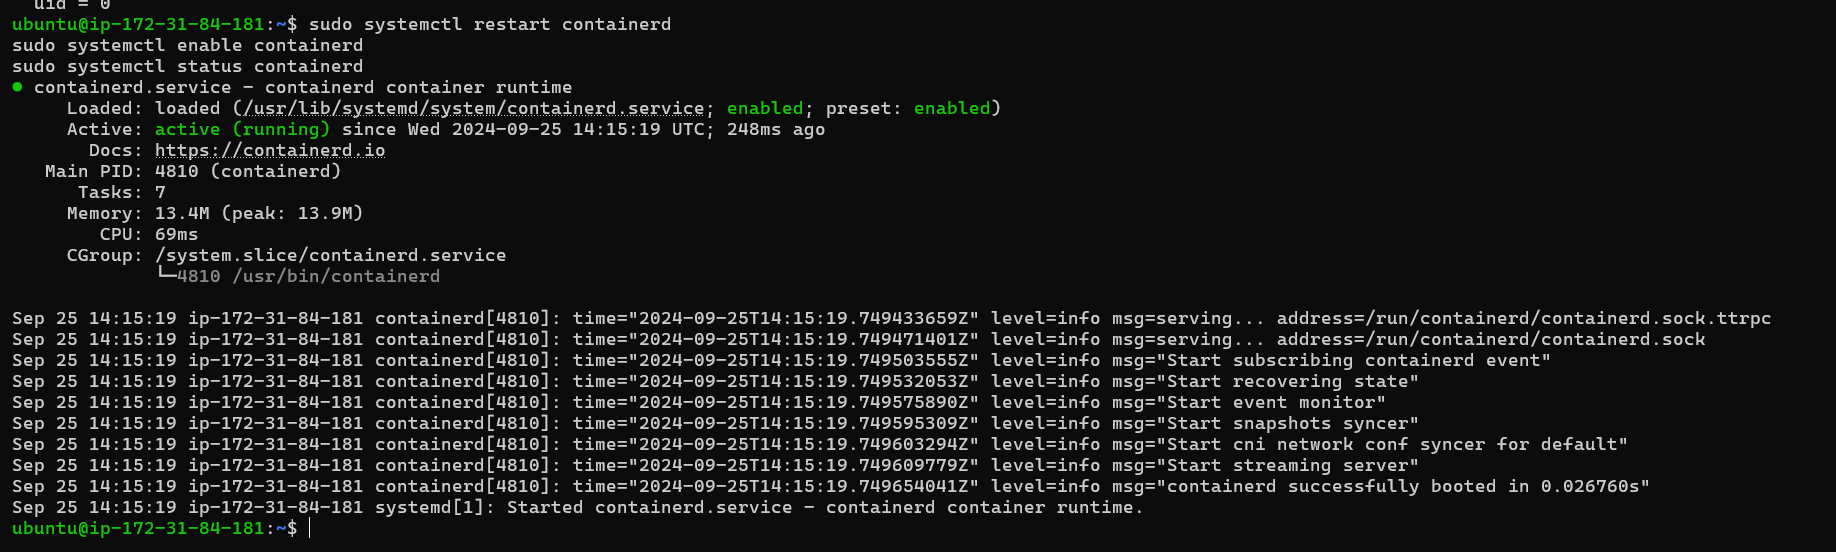 uid = 0
ubuntu@ip-172-31-84-181:~$ sudo systemctl restart containerd
sudo systemctl enable containerd
sudo systemctl status containerd
● containerd.service - containerd container runtime
     Loaded: loaded (/usr/lib/systemd/system/containerd.service; enabled; preset: enabled)
     Active: active (running) since Wed 2024-09-25 14:15:19 UTC; 248ms ago
       Docs: https://containerd.io
   Main PID: 4810 (containerd)
      Tasks: 7
     Memory: 13.4M (peak: 13.9M)
        CPU: 69ms
     CGroup: /system.slice/containerd.service
             └─4810 /usr/bin/containerd

Sep 25 14:15:19 ip-172-31-84-181 containerd[4810]: time="2024-09-25T14:15:19.749433659Z" level=info msg=serving... address=/run/containerd/containerd.sock.ttrpc
Sep 25 14:15:19 ip-172-31-84-181 containerd[4810]: time="2024-09-25T14:15:19.749471401Z" level=info msg=serving... address=/run/containerd/containerd.sock
Sep 25 14:15:19 ip-172-31-84-181 containerd[4810]: time="2024-09-25T14:15:19.749503555Z" level=info msg="Start subscribing containerd event"
Sep 25 14:15:19 ip-172-31-84-181 containerd[4810]: time="2024-09-25T14:15:19.749532053Z" level=info msg="Start recovering state"
Sep 25 14:15:19 ip-172-31-84-181 containerd[4810]: time="2024-09-25T14:15:19.749575890Z" level=info msg="Start event monitor"
Sep 25 14:15:19 ip-172-31-84-181 containerd[4810]: time="2024-09-25T14:15:19.749595309Z" level=info msg="Start snapshots syncer"
Sep 25 14:15:19 ip-172-31-84-181 containerd[4810]: time="2024-09-25T14:15:19.749603294Z" level=info msg="Start cni network conf syncer for default"
Sep 25 14:15:19 ip-172-31-84-181 containerd[4810]: time="2024-09-25T14:15:19.749609779Z" level=info msg="Start streaming server"
Sep 25 14:15:19 ip-172-31-84-181 containerd[4810]: time="2024-09-25T14:15:19.749654041Z" level=info msg="containerd successfully booted in 0.026760s"
Sep 25 14:15:19 ip-172-31-84-181 systemd[1]: Started containerd.service - containerd container runtime.
ubuntu@ip-172-31-84-181:~$